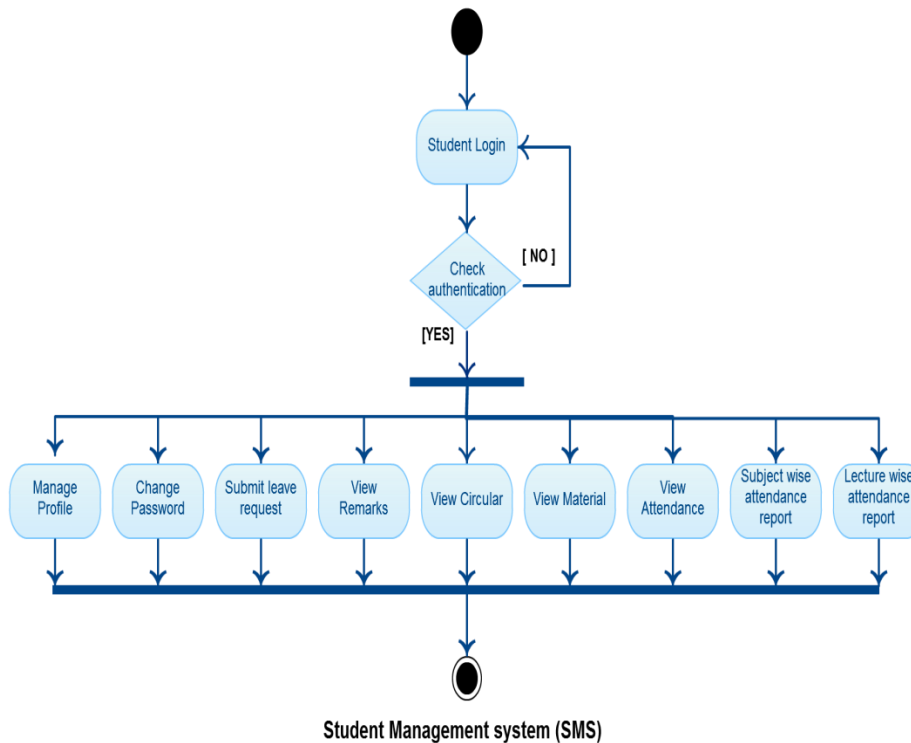 Student Login
[ NO ]
Check
authentication
[YES]
Manage
Profile
Change
Password
Submit leave
request
View
Remarks
View Circular
View Material
View
Attendance
Subject wise
attendance
report
Lecture wise
attendance
report
Student Management system (SMS)